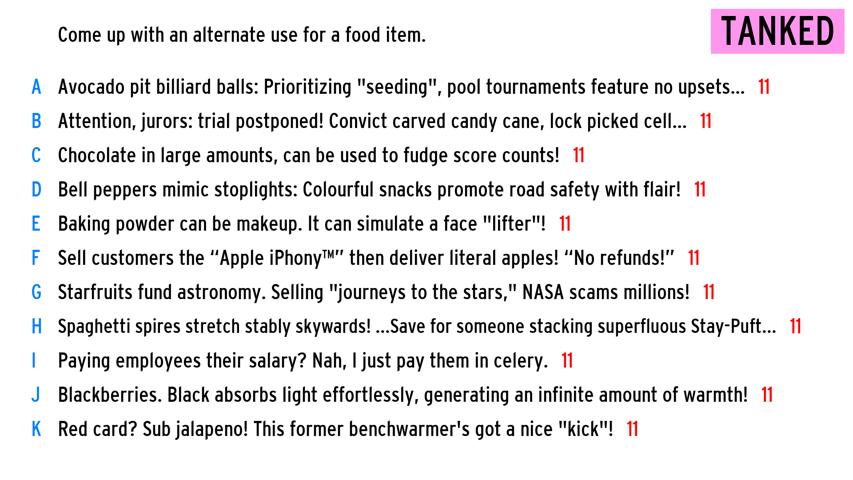 Come up with an alternate use for a food item.
TANKED
A Avocado pit billiard balls: Prioritizing "seeding", pool tournaments feature no upsets... 11
B Attention, jurors: trial postponed! Convict carved candy cane, lock picked cell... 11
C Chocolate in large amounts, can be used to fudge score counts! 11
D Bell peppers mimic stoplights: Colourful snacks promote road safety with flair! 11
E Baking powder can be makeup. It can simulate a face "lifter"! 11
F Sell customers the “Apple iPhony™” then deliver literal apples! “No refunds!” 11
G Starfruits fund astronomy. Selling "journeys to the stars," NASA scams millions! 11
H Spaghetti spires stretch stably skywards! ...Save for someone stacking superfluous Stay-Puft... 11
I Paying employees their salary? Nah, I just pay them in celery. 11
J Blackberries. Black absorbs light effortlessly, generating an infinite amount of warmth! 11
K Red card? Sub jalapeno! This former benchwarmer's got a nice "kick"! 11